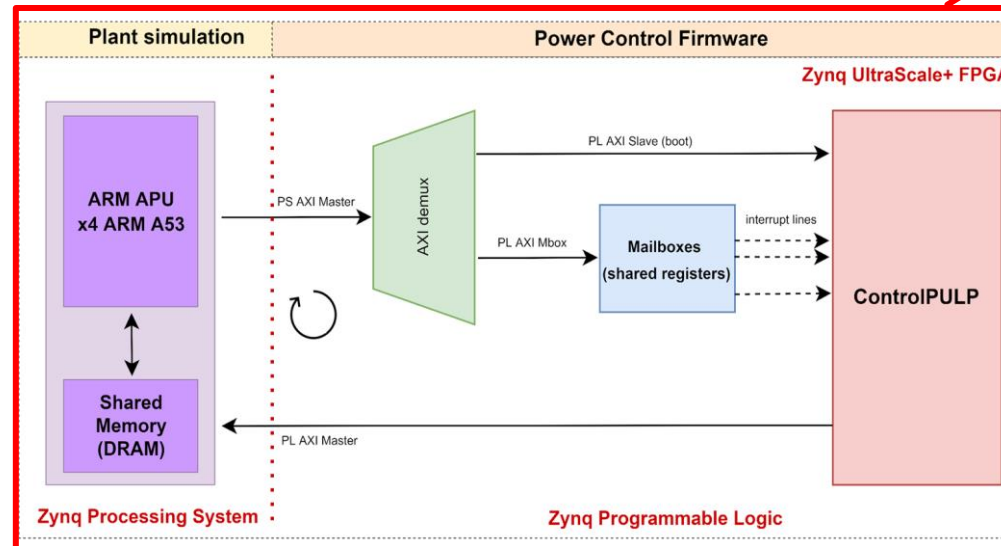 Plant simulation
Power Control Firmware
Zynq UltraScale+ FPGA
ARM APU
x4 ARM A53
PS AXI Master
AXI demux
PL AXI Slave (boot)
PL AXI Mbox
Mailboxes
(shared registers)
interrupt lines
ControlPULP
Shared
Memory
(DRAM)
PL AXI Master
Zynq Processing System
Zynq Programmable Logic